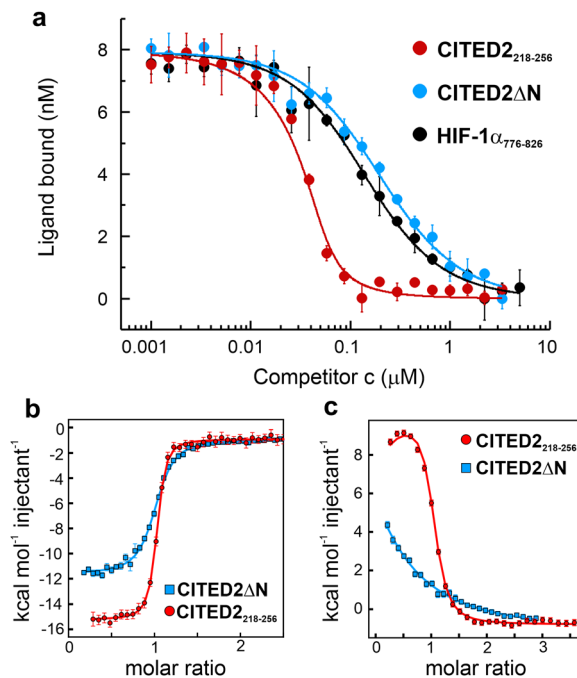 a
CITED2218-256
CITED2ΔN
HIF-1α776-826
Ligand bound (nM)
8
6
4
2
0
0.001 0.01 0.1 1 10
Competitor c (μM)
b
kcal mol-1 injectant-1
0
-2
-4
-6
-8
-10
-12
-14
-16
CITED2ΔN
CITED2218-256
0 1 2
molar ratio
c
kcal mol-1 injectant-1
8
6
4
2
0
CITED2218-256
CITED2ΔN
0 1 2 3
molar ratio